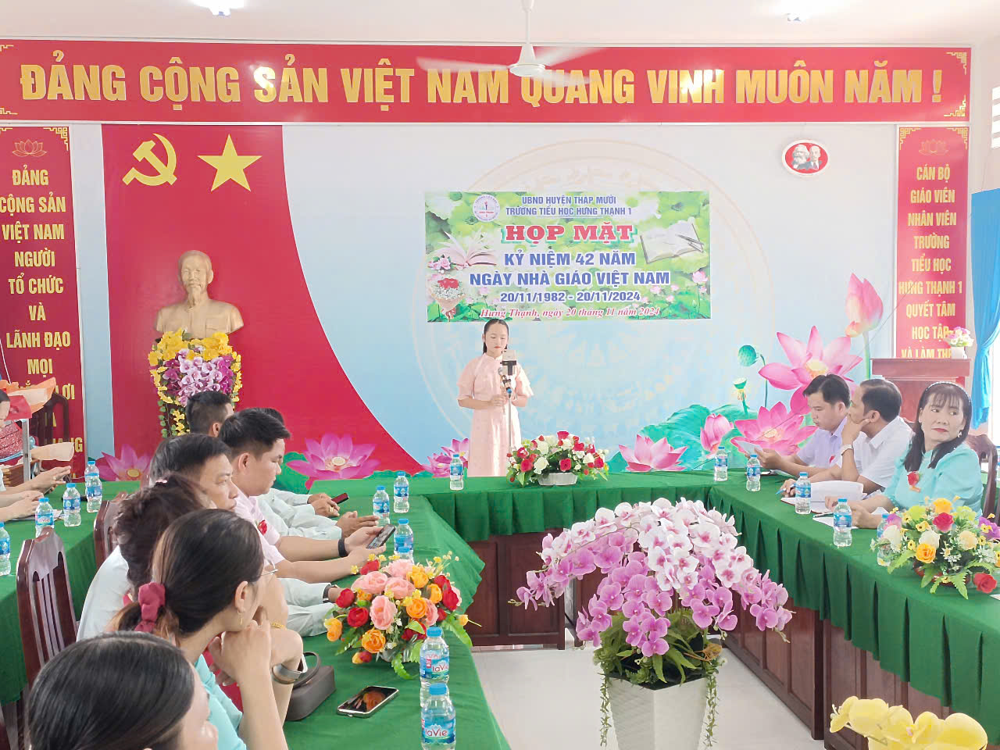 ĐẢNG CỘNG SẢN VIỆT NAM QUANG VINH MUÔN NĂM !
ĐẢNG
CỘNG SẢN
VIỆT NAM
NGƯỜI
TỔ CHỨC
VÀ
LÃNH ĐẠO
MỌI
LỢI
UBND HUYỆN THÁP MƯỜI
TRƯỜNG TIỂU HỌC HƯNG THẠNH 1
HỌP MẶT
KỶ NIỆM 42 NĂM
NGÀY NHÀ GIÁO VIỆT NAM
20/11/1982 - 20/11/2024
Hưng Thạnh, ngày 20 tháng 11 năm 2024
CÁN BỘ
GIÁO VIÊN
NHÂN VIÊN
TRƯỜNG
TIỂU HỌC
HƯNG THẠNH 1
QUYẾT TÂM
HỌC TẬP
VÀ LÀM
LaVie
LaVie